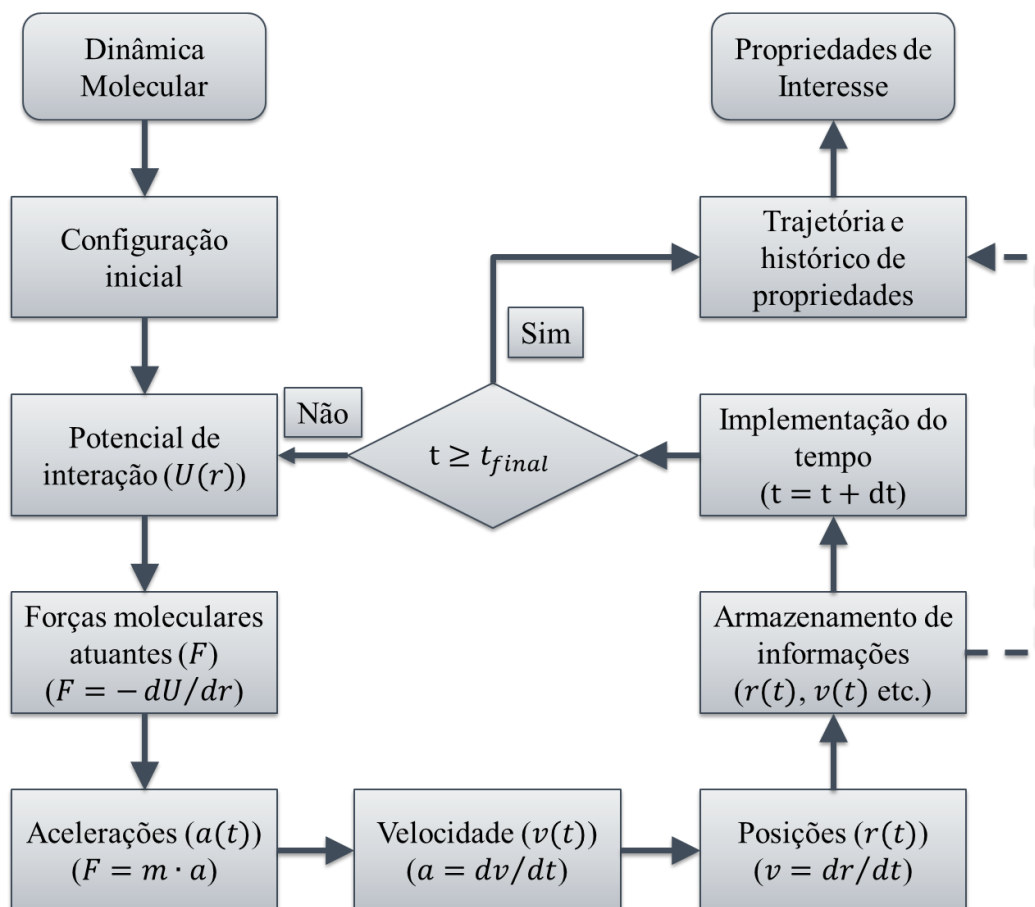 Dinâmica
Molecular
Configuração
inicial
Potencial de
interação (U(r))
Forças moleculares
atuantes (F)
(F = − dU/dr)
Acelerações (a(t))
(F = m · a)
Velocidade (v(t))
(a = dv/dt)
Posições (r(t))
(v = dr/dt)
Armazenamento de
informações
(r(t), v(t) etc.)
Implementação do
tempo
(t = t + dt)
t ≥ t_final
Não
Sim
Trajetória e
histórico de
propriedades
Propriedades de
Interesse